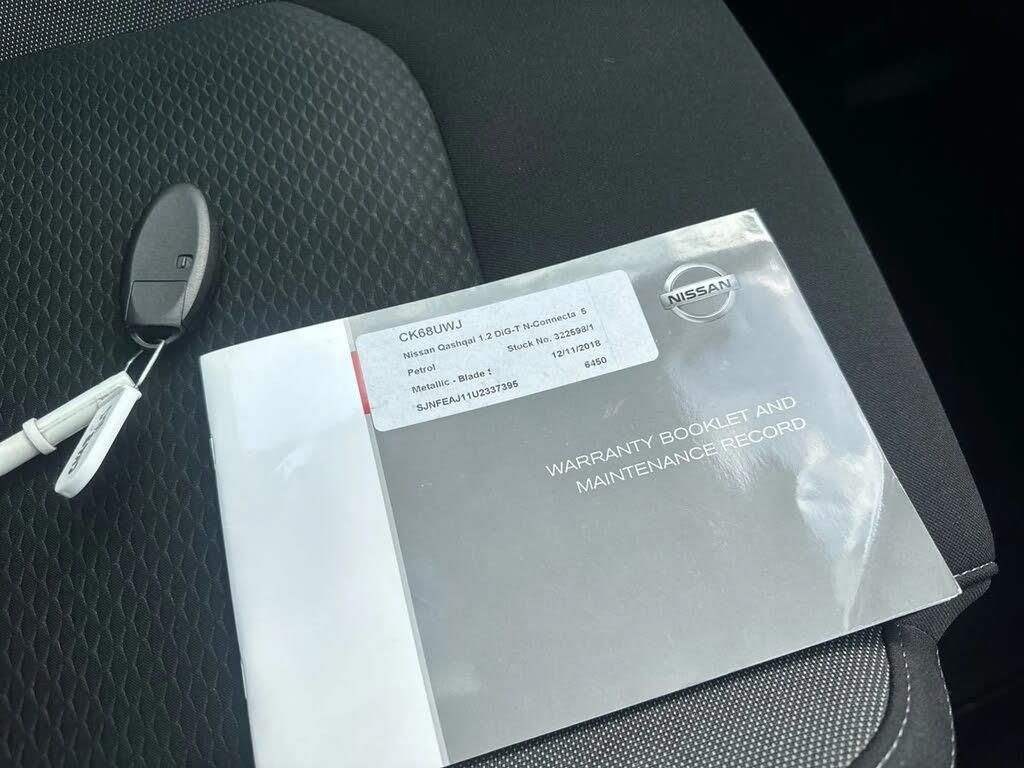 CK68UWJ
Nissan Qashqai 1.2 DiG-T N-Connecta 5
Petrol Stock No. 322598/1
Metallic - Blade 12/11/2018
SJNFEAJ11U2337395 6450
NISSAN
WARRANTY BOOKLET AND
MAINTENANCE RECORD